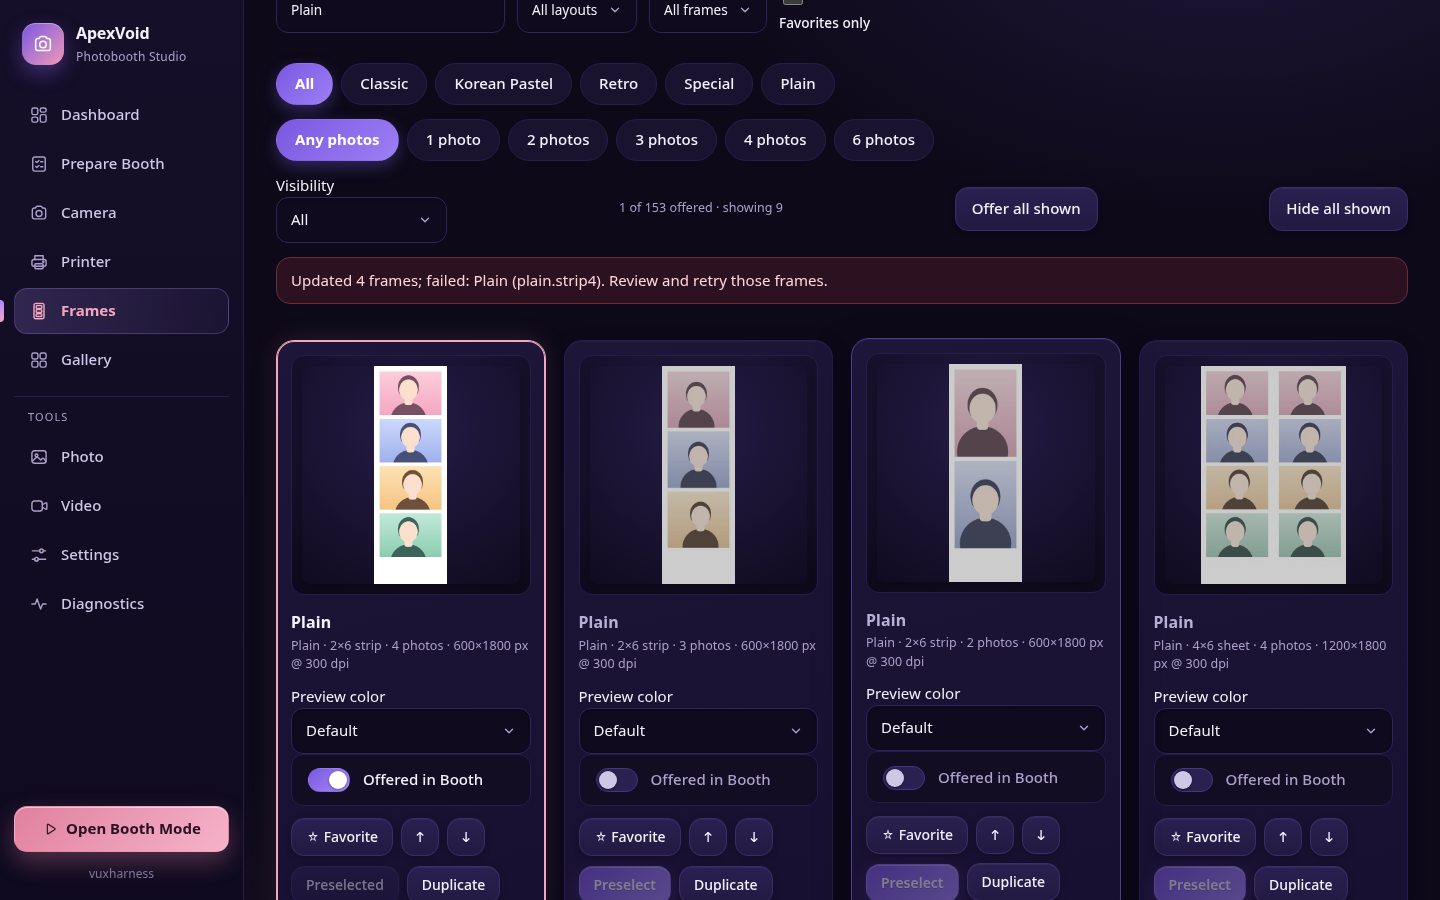 ApexVoid
Photobooth Studio
Dashboard
Prepare Booth
Camera
Printer
Frames
Gallery
TOOLS
Photo
Video
Settings
Diagnostics
Open Booth Mode
vuxharness
Plain
All layouts
All frames
Favorites only
All
Classic
Korean Pastel
Retro
Special
Plain
Any photos
1 photo
2 photos
3 photos
4 photos
6 photos
Visibility
All
1 of 153 offered · showing 9
Offer all shown
Hide all shown
Updated 4 frames; failed: Plain (plain.strip4). Review and retry those frames.
Plain
Plain · 2×6 strip · 4 photos · 600×1800 px
@ 300 dpi
Preview color
Default
Offered in Booth
☆ Favorite
↑
↓
Preselected
Duplicate
Plain
Plain · 2×6 strip · 3 photos · 600×1800 px
@ 300 dpi
Preview color
Default
Offered in Booth
☆ Favorite
↑
↓
Preselect
Duplicate
Plain
Plain · 2×6 strip · 2 photos · 600×1800 px
@ 300 dpi
Preview color
Default
Offered in Booth
☆ Favorite
↑
↓
Preselect
Duplicate
Plain
Plain · 4×6 sheet · 4 photos · 1200×1800
px @ 300 dpi
Preview color
Default
Offered in Booth
☆ Favorite
↑
↓
Preselect
Duplicate